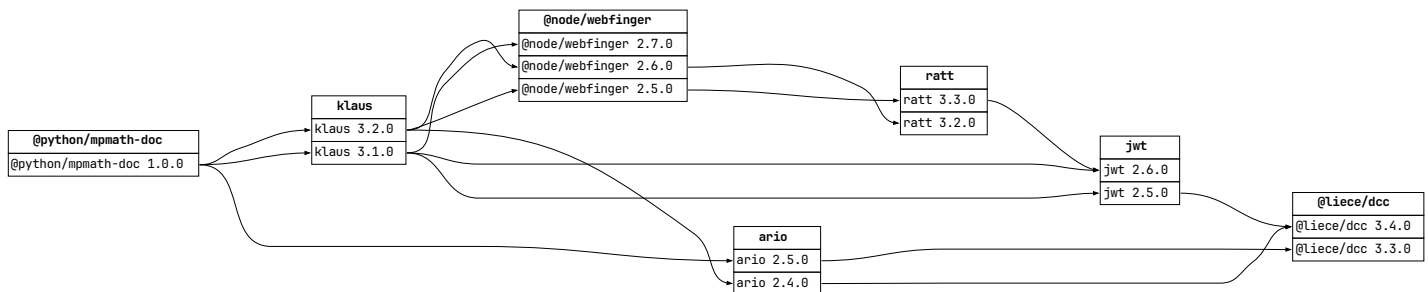 @python/mpmath-doc
@python/mpmath-doc 1.0.0
klaus
klaus 3.2.0
klaus 3.1.0
@node/webfinger
@node/webfinger 2.7.0
@node/webfinger 2.6.0
@node/webfinger 2.5.0
ario
ario 2.5.0
ario 2.4.0
ratt
ratt 3.3.0
ratt 3.2.0
jwt
jwt 2.6.0
jwt 2.5.0
@liece/dcc
@liece/dcc 3.4.0
@liece/dcc 3.3.0